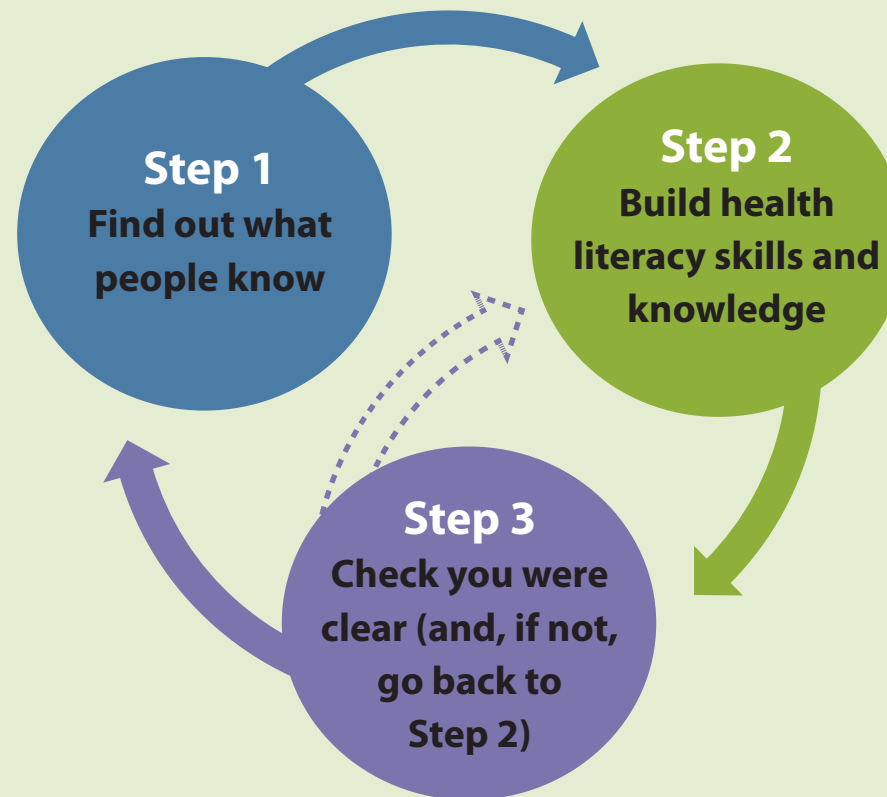 Step 1
Find out what
people know
Step 2
Build health
literacy skills and
knowledge
Step 3
Check you were
clear (and, if not,
go back to
Step 2)